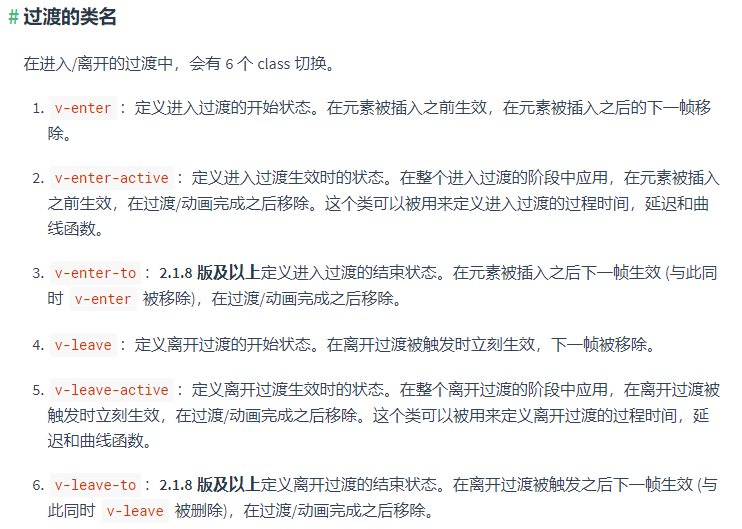 # 过渡的类名
在进入/离开的过渡中，会有 6 个 class 切换。
1. v-enter：定义进入过渡的开始状态。在元素被插入之前生效，在元素被插入之后的下一帧移
除。
2. v-enter-active：定义进入过渡生效时的状态。在整个进入过渡的阶段中应用，在元素被插入
之前生效，在过渡/动画完成之后移除。这个类可以被用来定义进入过渡的过程时间，延迟和曲
线函数。
3. v-enter-to：2.1.8 版及以上定义进入过渡的结束状态。在元素被插入之后下一帧生效 (与此同
时 v-enter 被移除)，在过渡/动画完成之后移除。
4. v-leave：定义离开过渡的开始状态。在离开过渡被触发时立刻生效，下一帧被移除。
5. v-leave-active：定义离开过渡生效时的状态。在整个离开过渡的阶段中应用，在离开过渡被
触发时立刻生效，在过渡/动画完成之后移除。这个类可以被用来定义离开过渡的过程时间，延
迟和曲线函数。
6. v-leave-to：2.1.8 版及以上定义离开过渡的结束状态。在离开过渡被触发之后下一帧生效 (与
此同时 v-leave 被删除)，在过渡/动画完成之后移除。